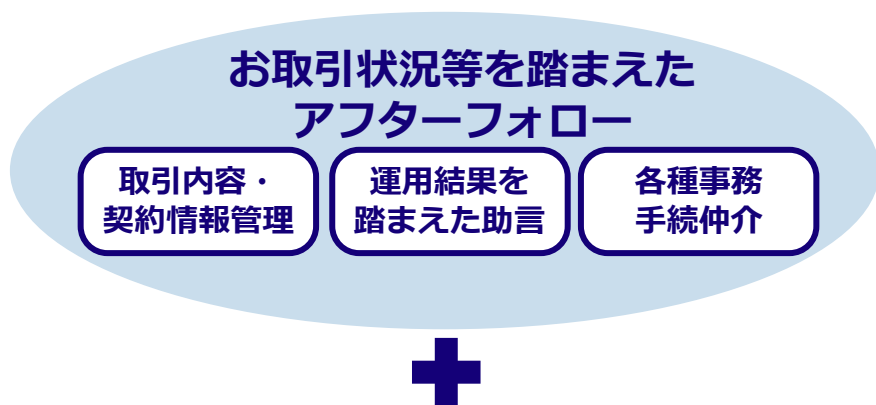 お取引状況等を踏まえた
アフターフォロー
取引内容・
契約情報管理
運用結果を
踏まえた助言
各種事務
手続仲介